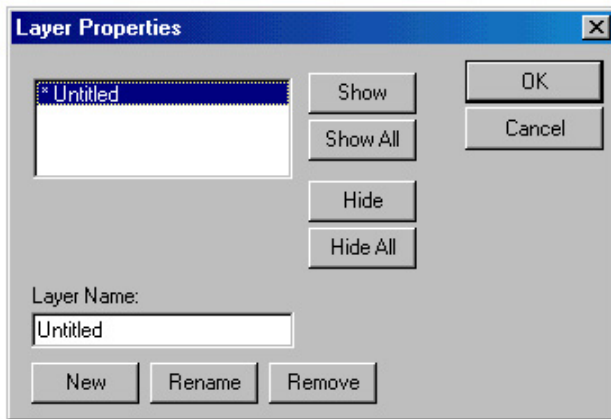 Layer Properties
* Untitled
Show
Show All
Hide
Hide All
OK
Cancel
Layer Name:
Untitled
New
Rename
Remove